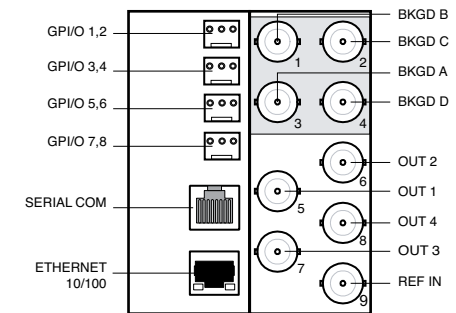 GPI/O 1,2
GPI/O 3,4
GPI/O 5,6
GPI/O 7,8
SERIAL COM
ETHERNET
10/100
1
2
3
4
5
6
7
8
9
BKGD B
BKGD C
BKGD A
BKGD D
OUT 2
OUT 1
OUT 4
OUT 3
REF IN